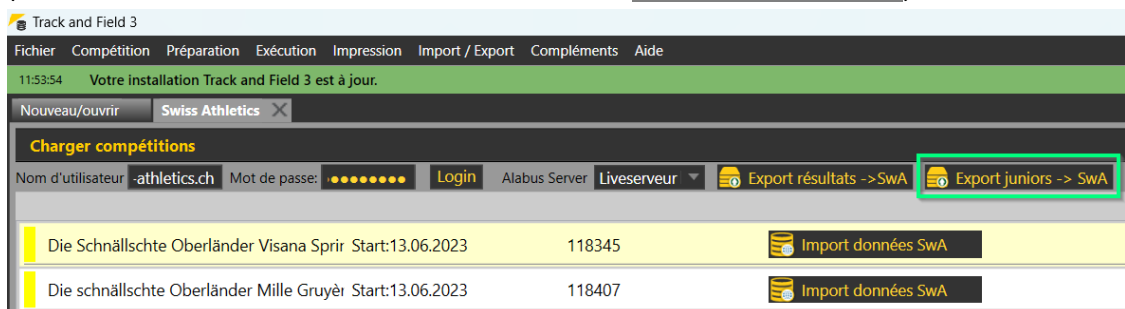 Track and Field 3
Fichier Compétition Préparation Exécution Impression Import / Export Compléments Aide
11:53:54 Votre installation Track and Field 3 est à jour.
Nouveau/ouvrir Swiss Athletics
Charger compétitions
Nom d'utilisateur -athletics.ch Mot de passe: Login Alabus Server Liveserveur Export résultats ->SwA Export juniors -> SwA
Die Schnällschte Oberländer Visana Sprir Start:13.06.2023 118345 Import données SwA
Die schnällschte Oberländer Mille Gruyèr Start:13.06.2023 118407 Import données SwA